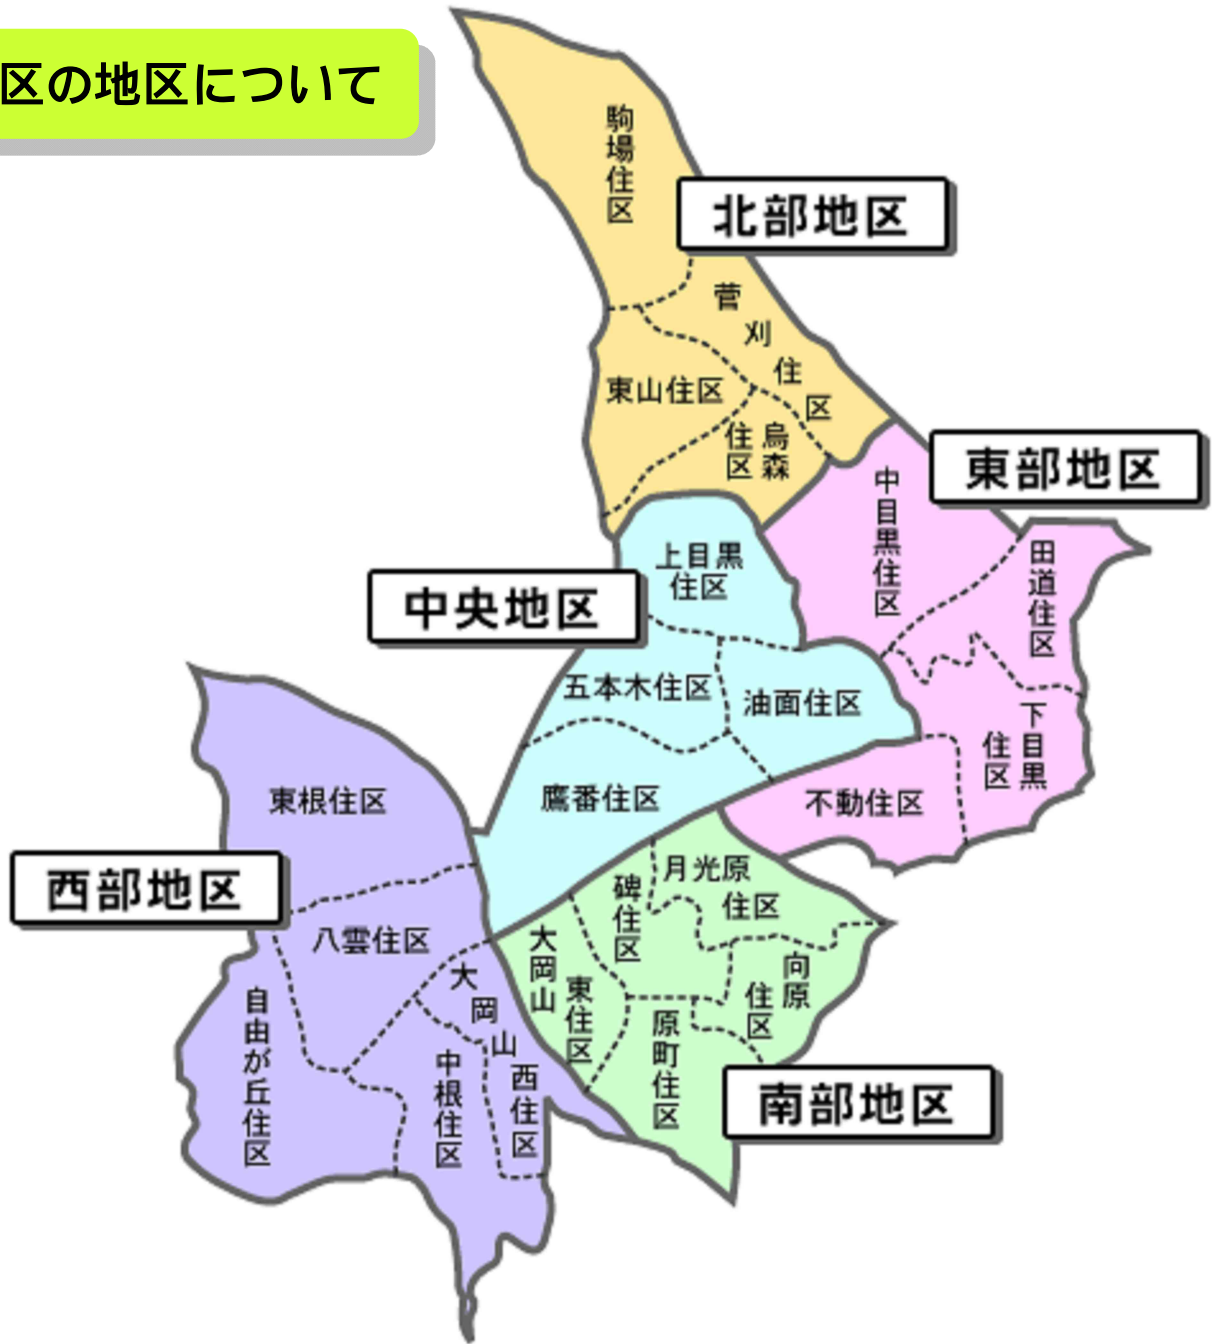 区の地区について
駒場住区
北部地区
菅刈住区
東山住区
烏森
住区
東部地区
中目黒住区
田道住区
上目黒
住区
中央地区
五本木住区
油面住区
下目黒
住区
東根住区
鷹番住区
不動住区
西部地区
月光原
住区
碑住区
八雲住区
大岡山
東住区
向原
住区
大岡山西住区
自由が丘住区
原町住区
中根住区
南部地区